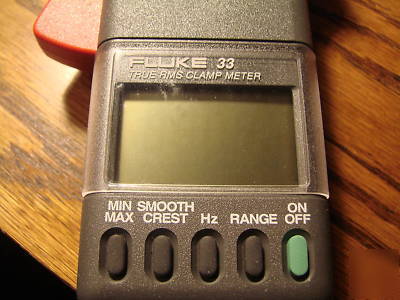 FLUKE 33
TRUE RMS CLAMP METER
MIN SMOOTH ON
MAX CREST Hz RANGE OFF